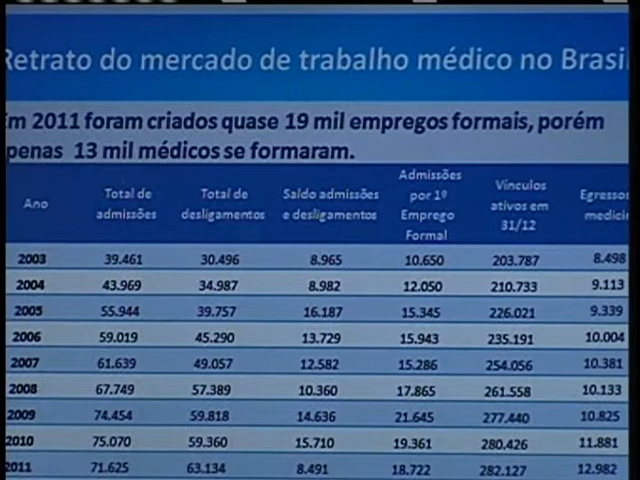 Retrato do mercado de trabalho médico no Brasil
Em 2011 foram criados quase 19 mil empregos formais, porém
apenas 13 mil médicos se formaram.
Ano Total de admissões Total de desligamentos Saldo admissões e desligamentos Admissões por 1º Emprego Formal Vínculos ativos em 31/12 Egressos medicin
2003 39.461 30.496 8.965 10.650 203.787 8.498
2004 43.969 34.987 8.982 12.050 210.733 9.113
2005 55.944 39.757 16.187 15.345 226.021 9.339
2006 59.019 45.290 13.729 15.943 235.191 10.004
2007 61.639 49.057 12.582 15.286 254.056 10.381
2008 67.749 57.389 10.360 17.865 261.558 10.133
2009 74.454 59.818 14.636 21.645 277.440 10.825
2010 75.070 59.360 15.710 19.361 280.426 11.881
2011 71.625 63.134 8.491 18.722 282.127 12.982